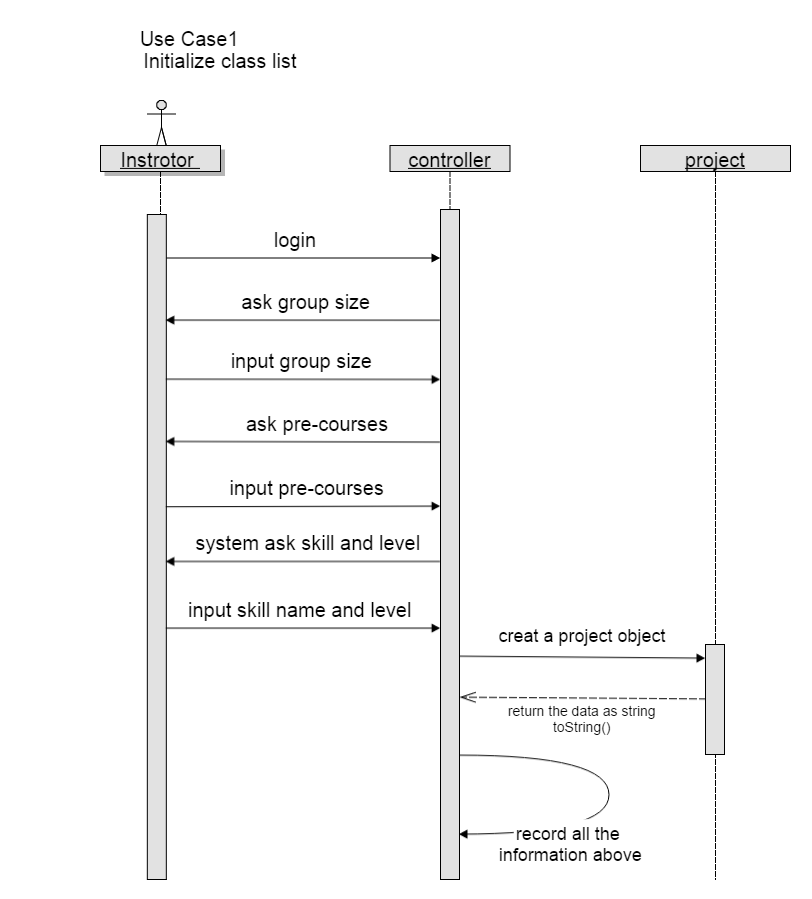 Use Case1
Initialize class list
Instrotor
controller
project
login
ask group size
input group size
ask pre-courses
input pre-courses
system ask skill and level
input skill name and level
creat a project object
return the data as string
toString()
record all the
information above